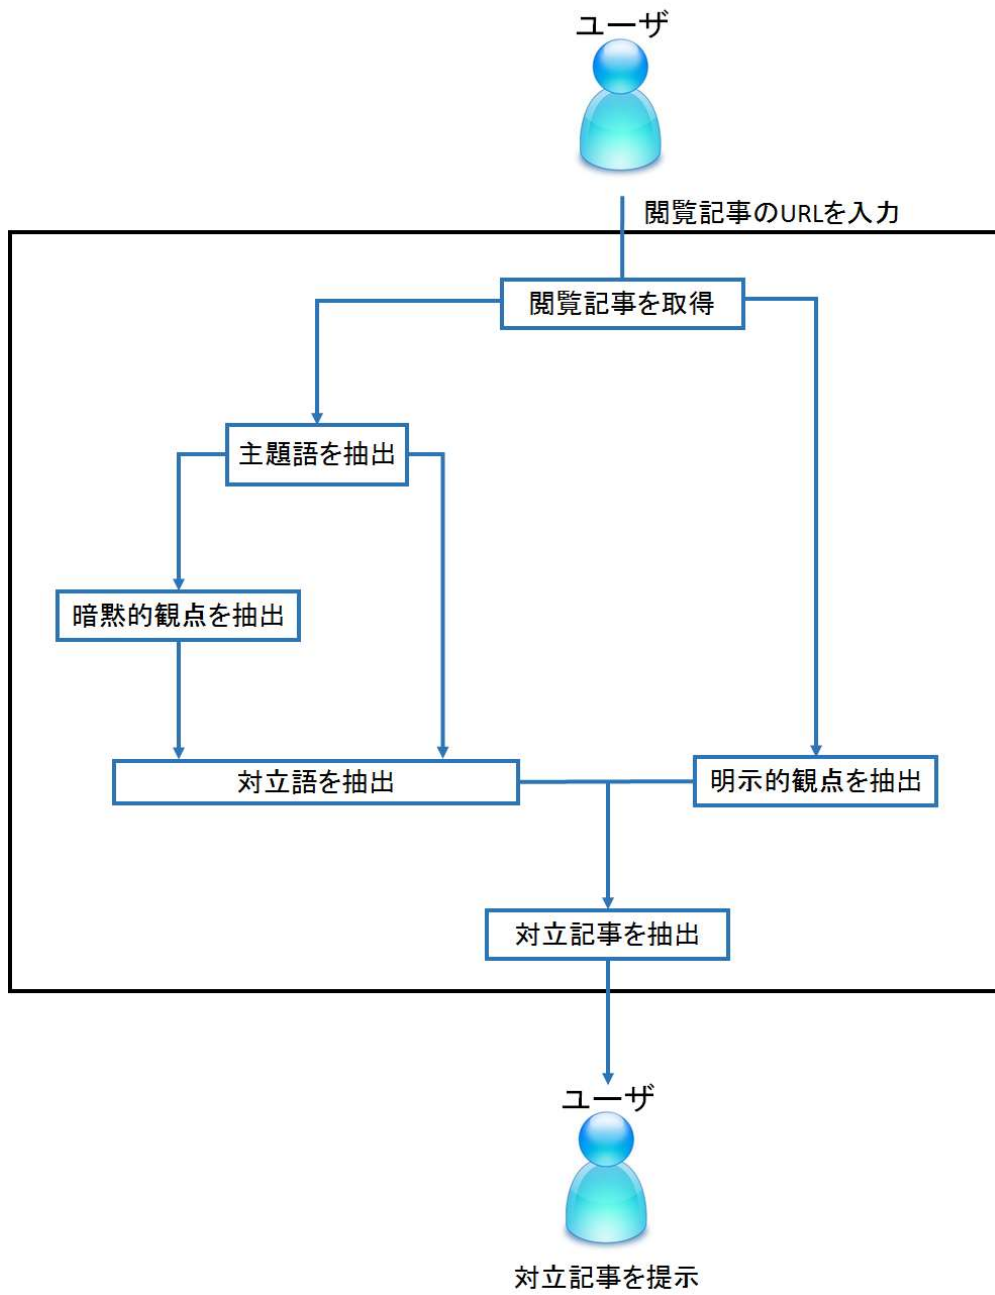 ユーザ
閲覧記事のURLを入力
閲覧記事を取得
主題語を抽出
暗黙的観点を抽出
対立語を抽出
明示的観点を抽出
対立記事を抽出
ユーザ
対立記事を提示